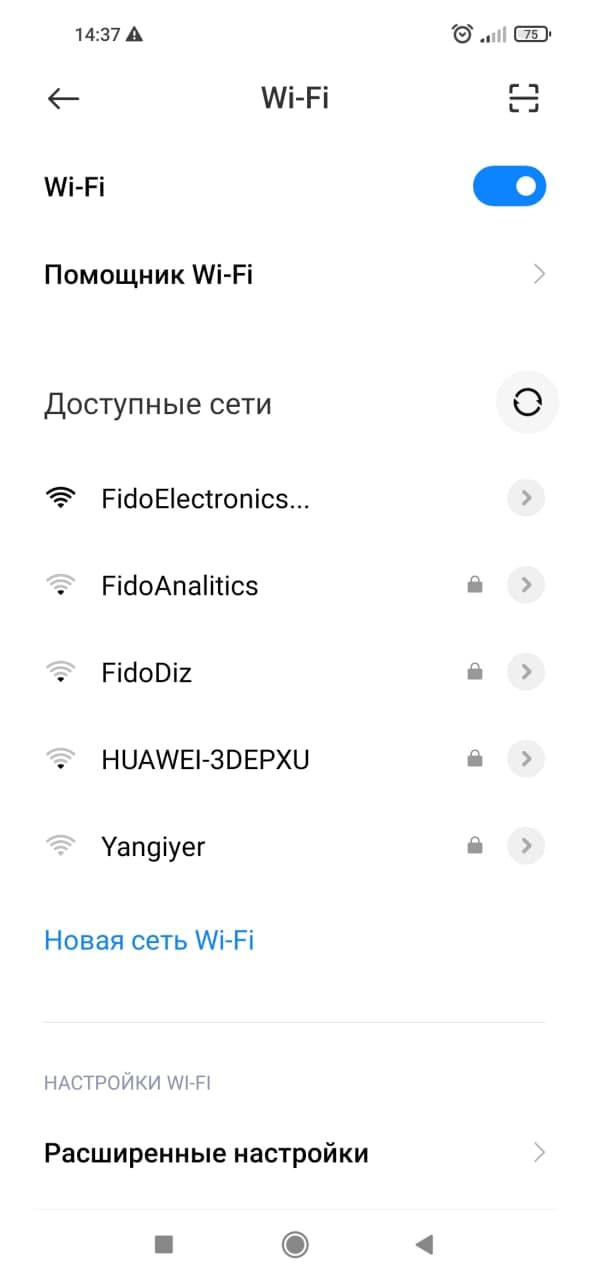 14:37
75
Wi-Fi
Wi-Fi
Помощник Wi-Fi
Доступные сети
FidoElectronics...
FidoAnalitics
FidoDiz
HUAWEI-3DEPXU
Yangiyer
Новая сеть Wi-Fi
НАСТРОЙКИ WI-FI
Расширенные настройки